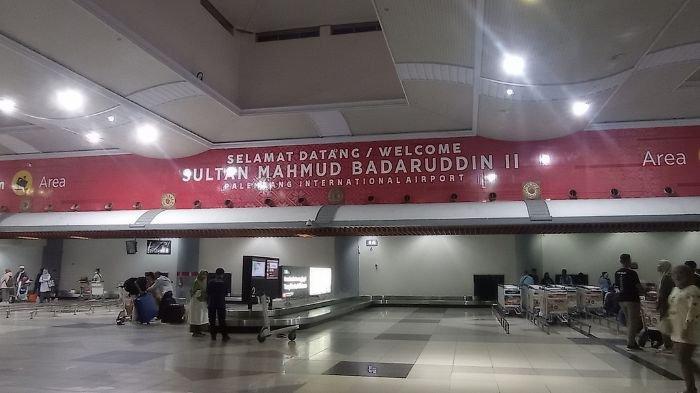 SELAMAT DATANG / WELCOME
SULTAN MAHMUD BADARUDDIN II
PALEMBANG INTERNATIONAL AIRPORT
Area
Area